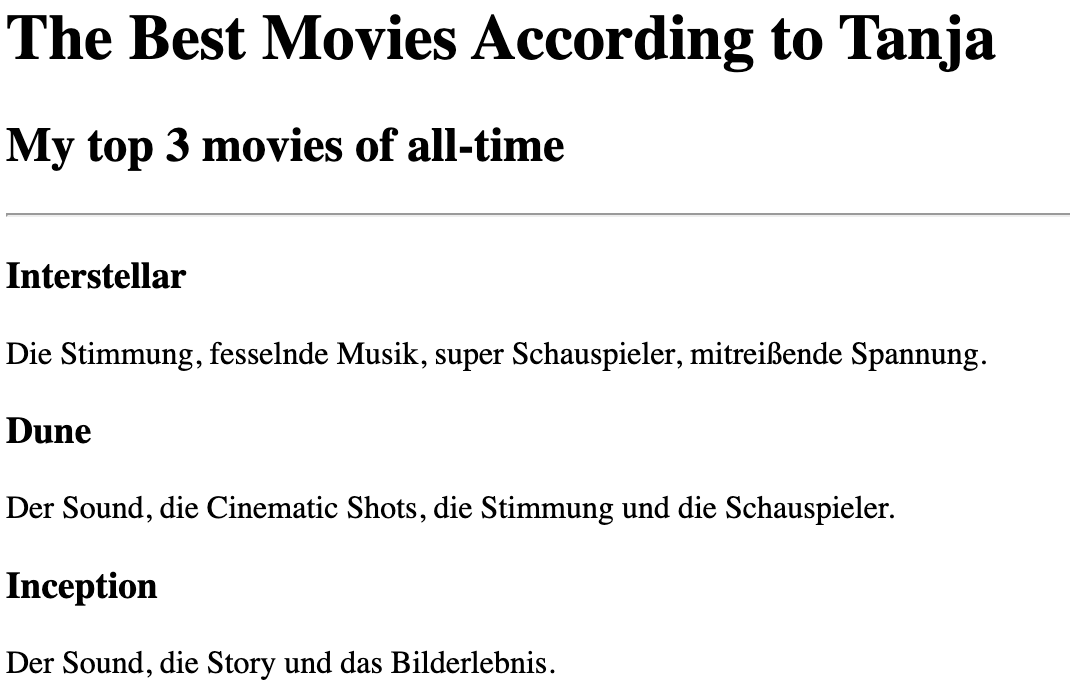 The Best Movies According to Tanja
My top 3 movies of all-time
Interstellar
Die Stimmung, fesselnde Musik, super Schauspieler, mitreißende Spannung.
Dune
Der Sound, die Cinematic Shots, die Stimmung und die Schauspieler.
Inception
Der Sound, die Story und das Bilderlebnis.